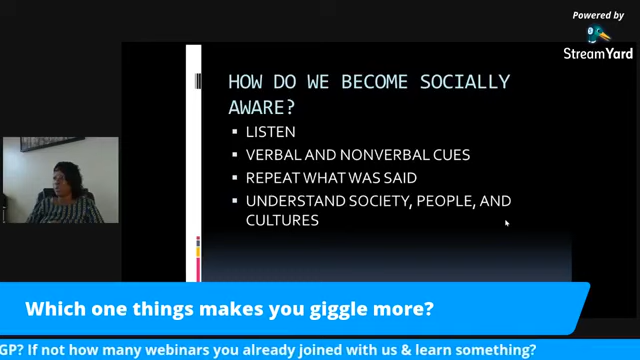 Powered by
StreamYard
HOW DO WE BECOME SOCIALLY
AWARE?
▪ LISTEN
▪ VERBAL AND NONVERBAL CUES
▪ REPEAT WHAT WAS SAID
▪ UNDERSTAND SOCIETY, PEOPLE, AND
CULTURES
Which one things makes you giggle more?
GP? If not how many webinars you already joined with us & learn something?